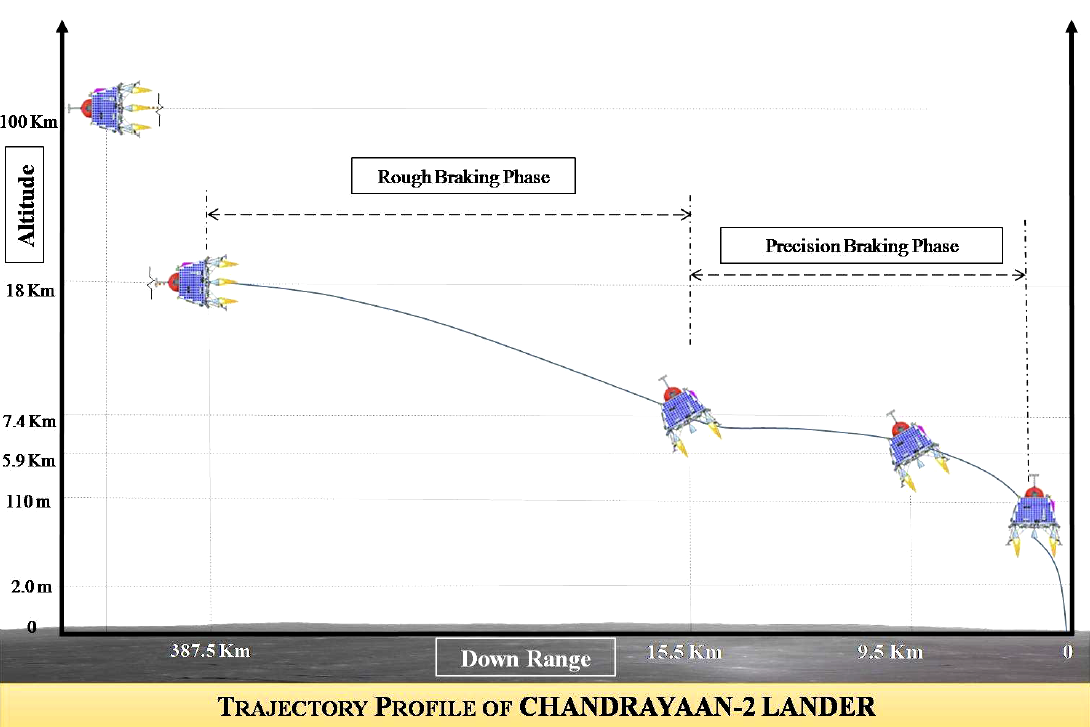 100 Km
Altitude
Rough Braking Phase
Precision Braking Phase
18 Km
7.4 Km
5.9 Km
110 m
2.0 m
0
387.5 Km
Down Range
15.5 Km
9.5 Km
0
TRAJECTORY PROFILE OF CHANDRAYAAN-2 LANDER